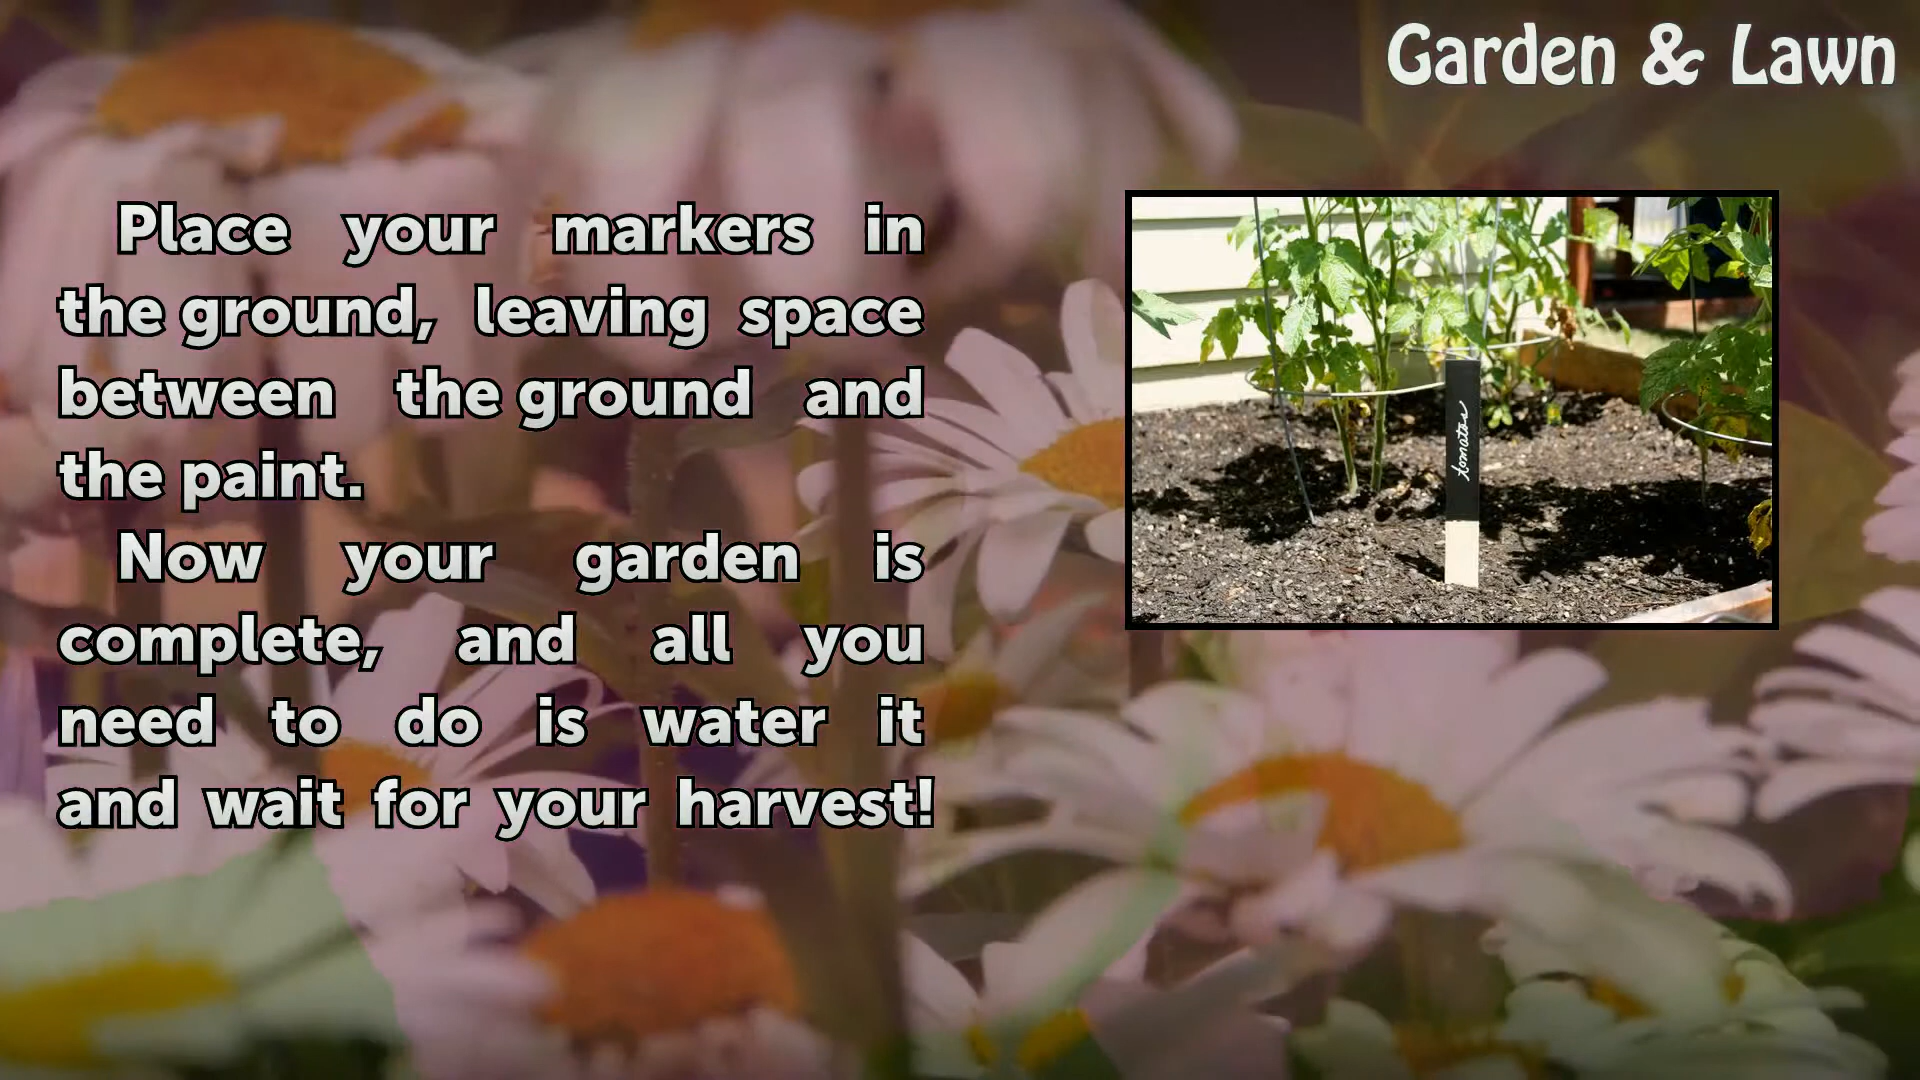 Garden & Lawn
Place your markers in
the ground, leaving space
between the ground and
the paint.
Now your garden is
complete, and all you
need to do is water it
and wait for your harvest!
tomatoes